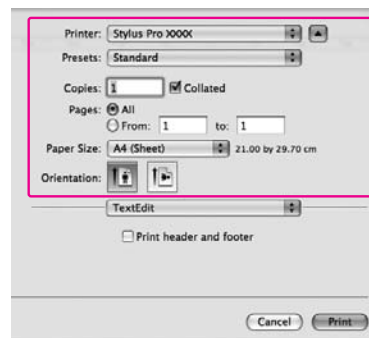 Printer: Stylus Pro XXXX
Presets: Standard
Copies: 1 Collated
Pages: All
From: 1 to: 1
Paper Size: A4 (Sheet) 21.00 by 29.70 cm
Orientation:
TextEdit
Print header and footer
Cancel Print